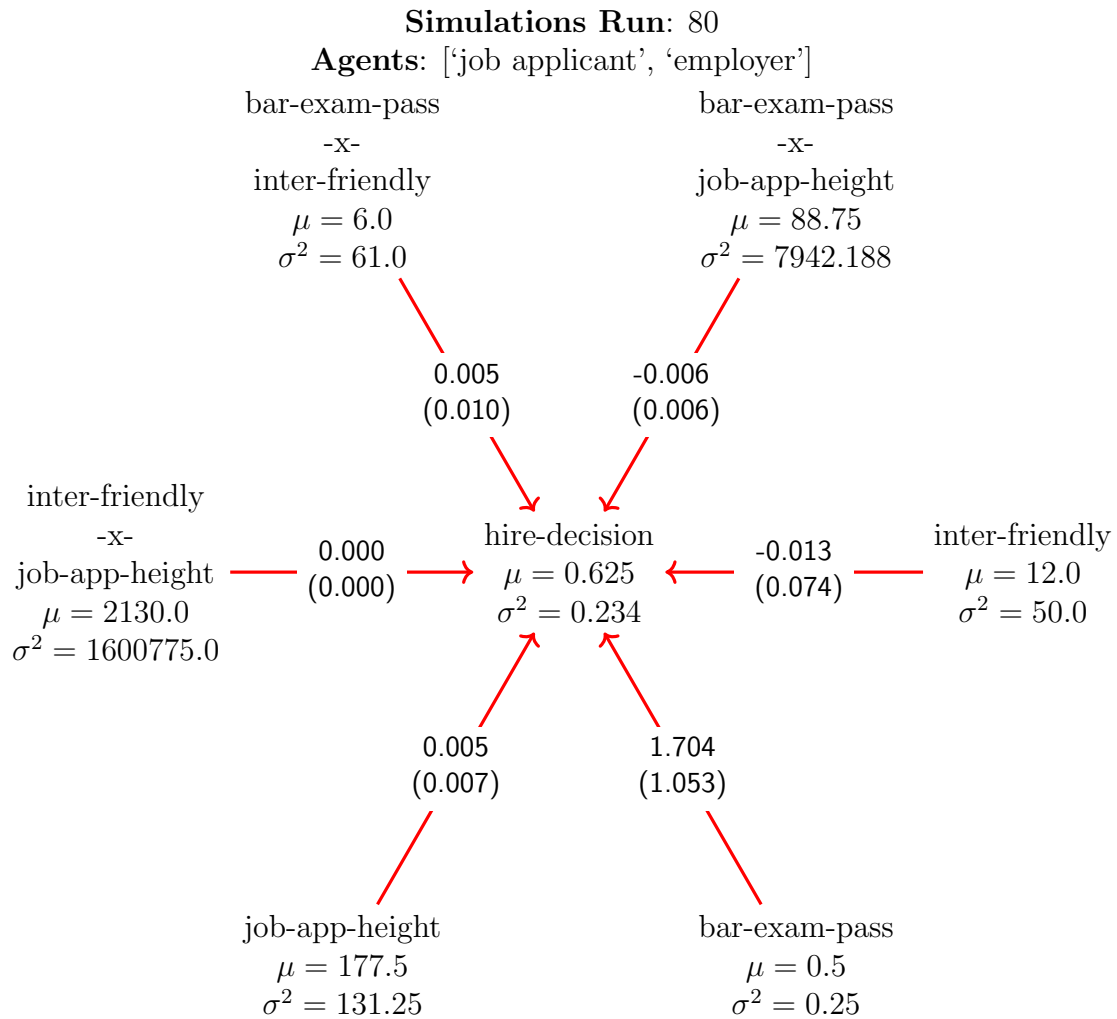 Simulations Run: 80
Agents: [‘job applicant’, ‘employer’]
bar-exam-pass
-x-
inter-friendly
μ = 6.0
σ² = 61.0
bar-exam-pass
-x-
job-app-height
μ = 88.75
σ² = 7942.188
0.005
(0.010)
-0.006
(0.006)
inter-friendly
-x-
job-app-height
μ = 2130.0
σ² = 1600775.0
0.000
(0.000)
hire-decision
μ = 0.625
σ² = 0.234
-0.013
(0.074)
inter-friendly
μ = 12.0
σ² = 50.0
0.005
(0.007)
1.704
(1.053)
job-app-height
μ = 177.5
σ² = 131.25
bar-exam-pass
μ = 0.5
σ² = 0.25